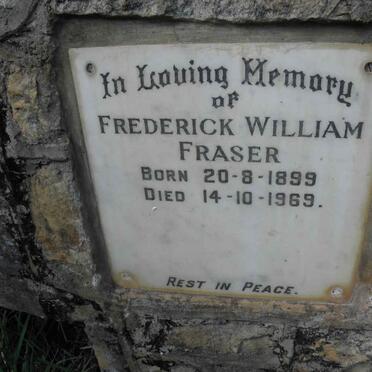 In Loving Memory
OF
FREDERICK WILLIAM
FRASER
BORN 20-8-1899
DIED 14-10-1969.
REST IN PEACE.